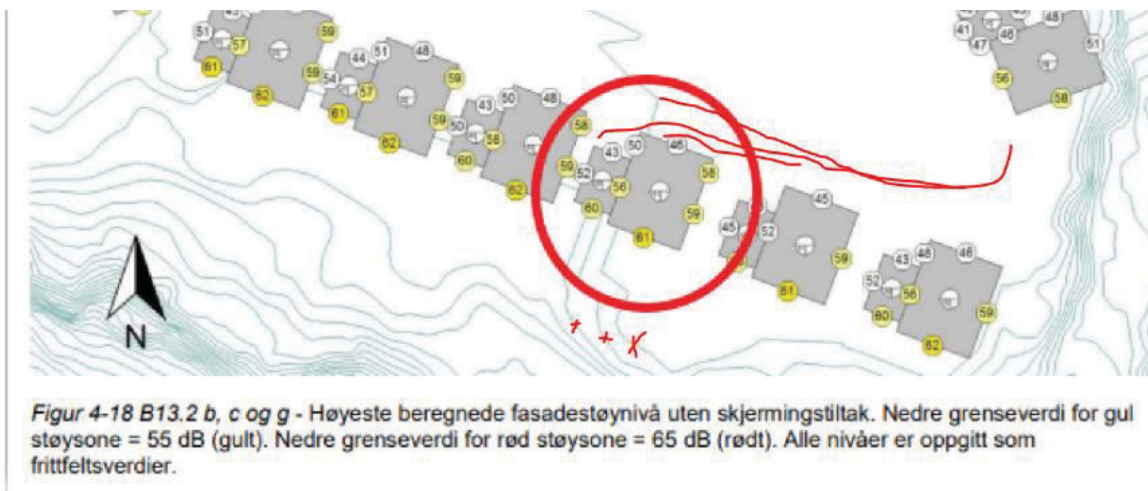 51 57 59 59 61 62
44 51 48 54 57 59 59 61 62
43 50 48 50 58 58 59 60 62
43 50 46 52 56 58 59 60 61
45 45 52 59 61
43 48 46 52 56 59 60 62
41 46 48 47 51 56 58
N
Figur 4-18 B13.2 b, c og g - Høyeste beregnede fasadestøynivå uten skjermingstiltak. Nedre grenseverdi for gul
støysone = 55 dB (gult). Nedre grenseverdi for rød støysone = 65 dB (rødt). Alle nivåer er oppgitt som
frittfeltsverdier.